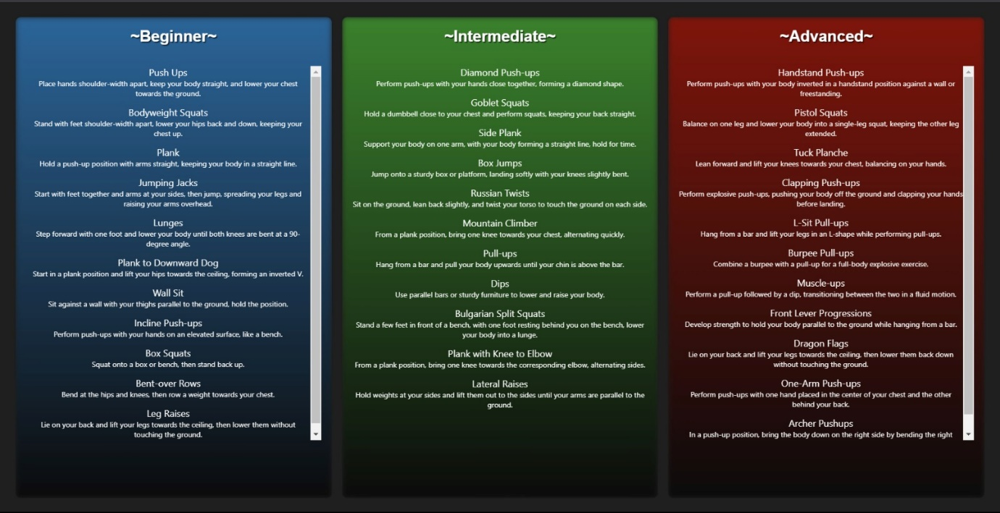 ~Beginner~
Push Ups
Place hands shoulder-width apart, keep your body straight, and lower your chest
towards the ground.
Bodyweight Squats
Stand with feet shoulder-width apart, lower your hips back and down, keeping your
chest up.
Plank
Hold a push-up position with arms straight, keeping your body in a straight line.
Jumping Jacks
Start with feet together and arms at your sides, then jump, spreading your legs and
raising your arms overhead.
Lunges
Step forward with one foot and lower your body until both knees are bent at a 90-
degree angle.
Plank to Downward Dog
Start in a plank position and lift your hips towards the ceiling, forming an inverted V.
Wall Sit
Sit against a wall with your thighs parallel to the ground, hold the position.
Incline Push-ups
Perform push-ups with your hands on an elevated surface, like a bench.
Box Squats
Squat onto a box or bench, then stand back up.
Bent-over Rows
Bend at the hips and knees, then row a weight towards your chest.
Leg Raises
Lie on your back and lift your legs towards the ceiling, then lower them without
touching the ground.
~Intermediate~
Diamond Push-ups
Perform push-ups with your hands close together, forming a diamond shape.
Goblet Squats
Hold a dumbbell close to your chest and perform squats, keeping your back straight.
Side Plank
Support your body on one arm, with your body forming a straight line, hold for time.
Box Jumps
Jump onto a sturdy box or platform, landing softly with your knees slightly bent.
Russian Twists
Sit on the ground, lean back slightly, and twist your torso to touch the ground on each side.
Mountain Climber
From a plank position, bring one knee towards your chest, alternating quickly.
Pull-ups
Hang from a bar and pull your body upwards until your chin is above the bar.
Dips
Use parallel bars or sturdy furniture to lower and raise your body.
Bulgarian Split Squats
Stand a few feet in front of a bench, with one foot resting behind you on the bench, lower
your body into a lunge.
Plank with Knee to Elbow
From a plank position, bring one knee towards the corresponding elbow, alternating sides.
Lateral Raises
Hold weights at your sides and lift them out to the sides until your arms are parallel to the
ground.
~Advanced~
Handstand Push-ups
Perform push-ups with your body inverted in a handstand position against a wall or
freestanding.
Pistol Squats
Balance on one leg and lower your body into a single-leg squat, keeping the other leg
extended.
Tuck Planche
Lean forward and lift your knees towards your chest, balancing on your hands.
Clapping Push-ups
Perform explosive push-ups, pushing your body off the ground and clapping your hands
before landing.
L-Sit Pull-ups
Hang from a bar and lift your legs in an L-shape while performing pull-ups.
Burpee Pull-ups
Combine a burpee with a pull-up for a full-body explosive exercise.
Muscle-ups
Perform a pull-up followed by a dip, transitioning between the two in a fluid motion.
Front Lever Progressions
Develop strength to hold your body parallel to the ground while hanging from a bar.
Dragon Flags
Lie on your back and lift your legs towards the ceiling, then lower them back down
without touching the ground.
One-Arm Push-ups
Perform push-ups with one hand placed in the center of your chest and the other
behind your back.
Archer Pushups
In a push-up position, bring the body down on the right side by bending the right